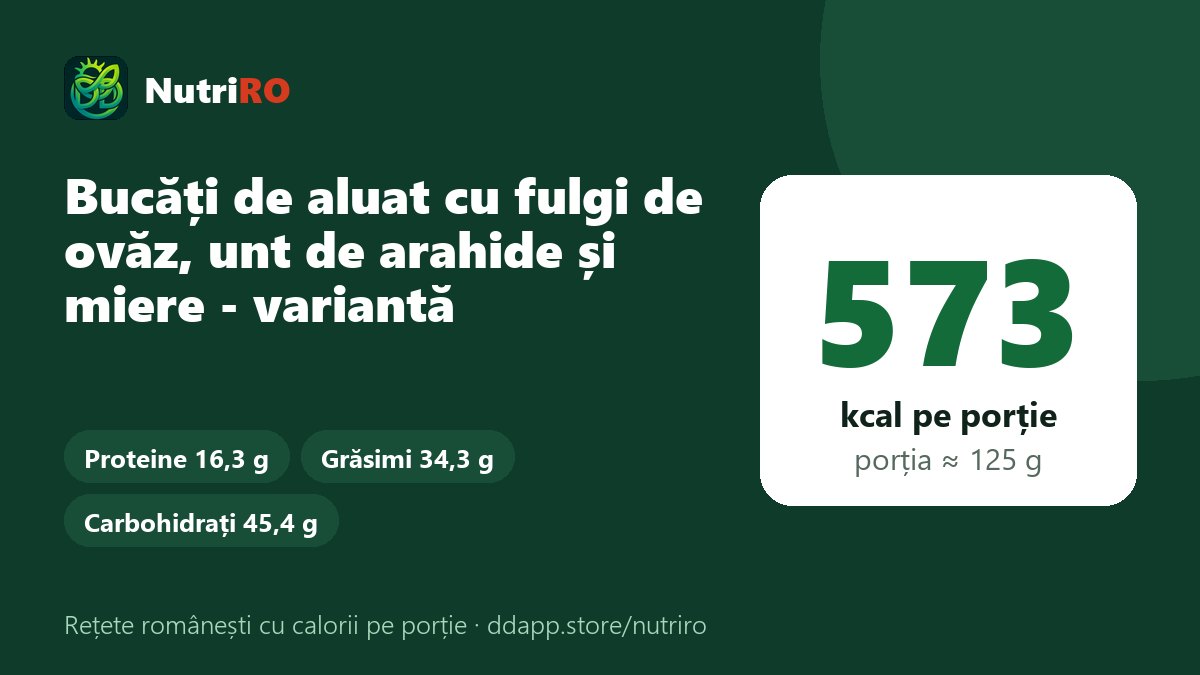 NutriRO
Bucăți de aluat cu fulgi de
ovăz, unt de arahide și
miere - variantă
573
kcal pe porție
porția ≈ 125 g
Proteine 16,3 g
Grăsimi 34,3 g
Carbohidrați 45,4 g
Rețete românești cu calorii pe porție · ddapp.store/nutriro